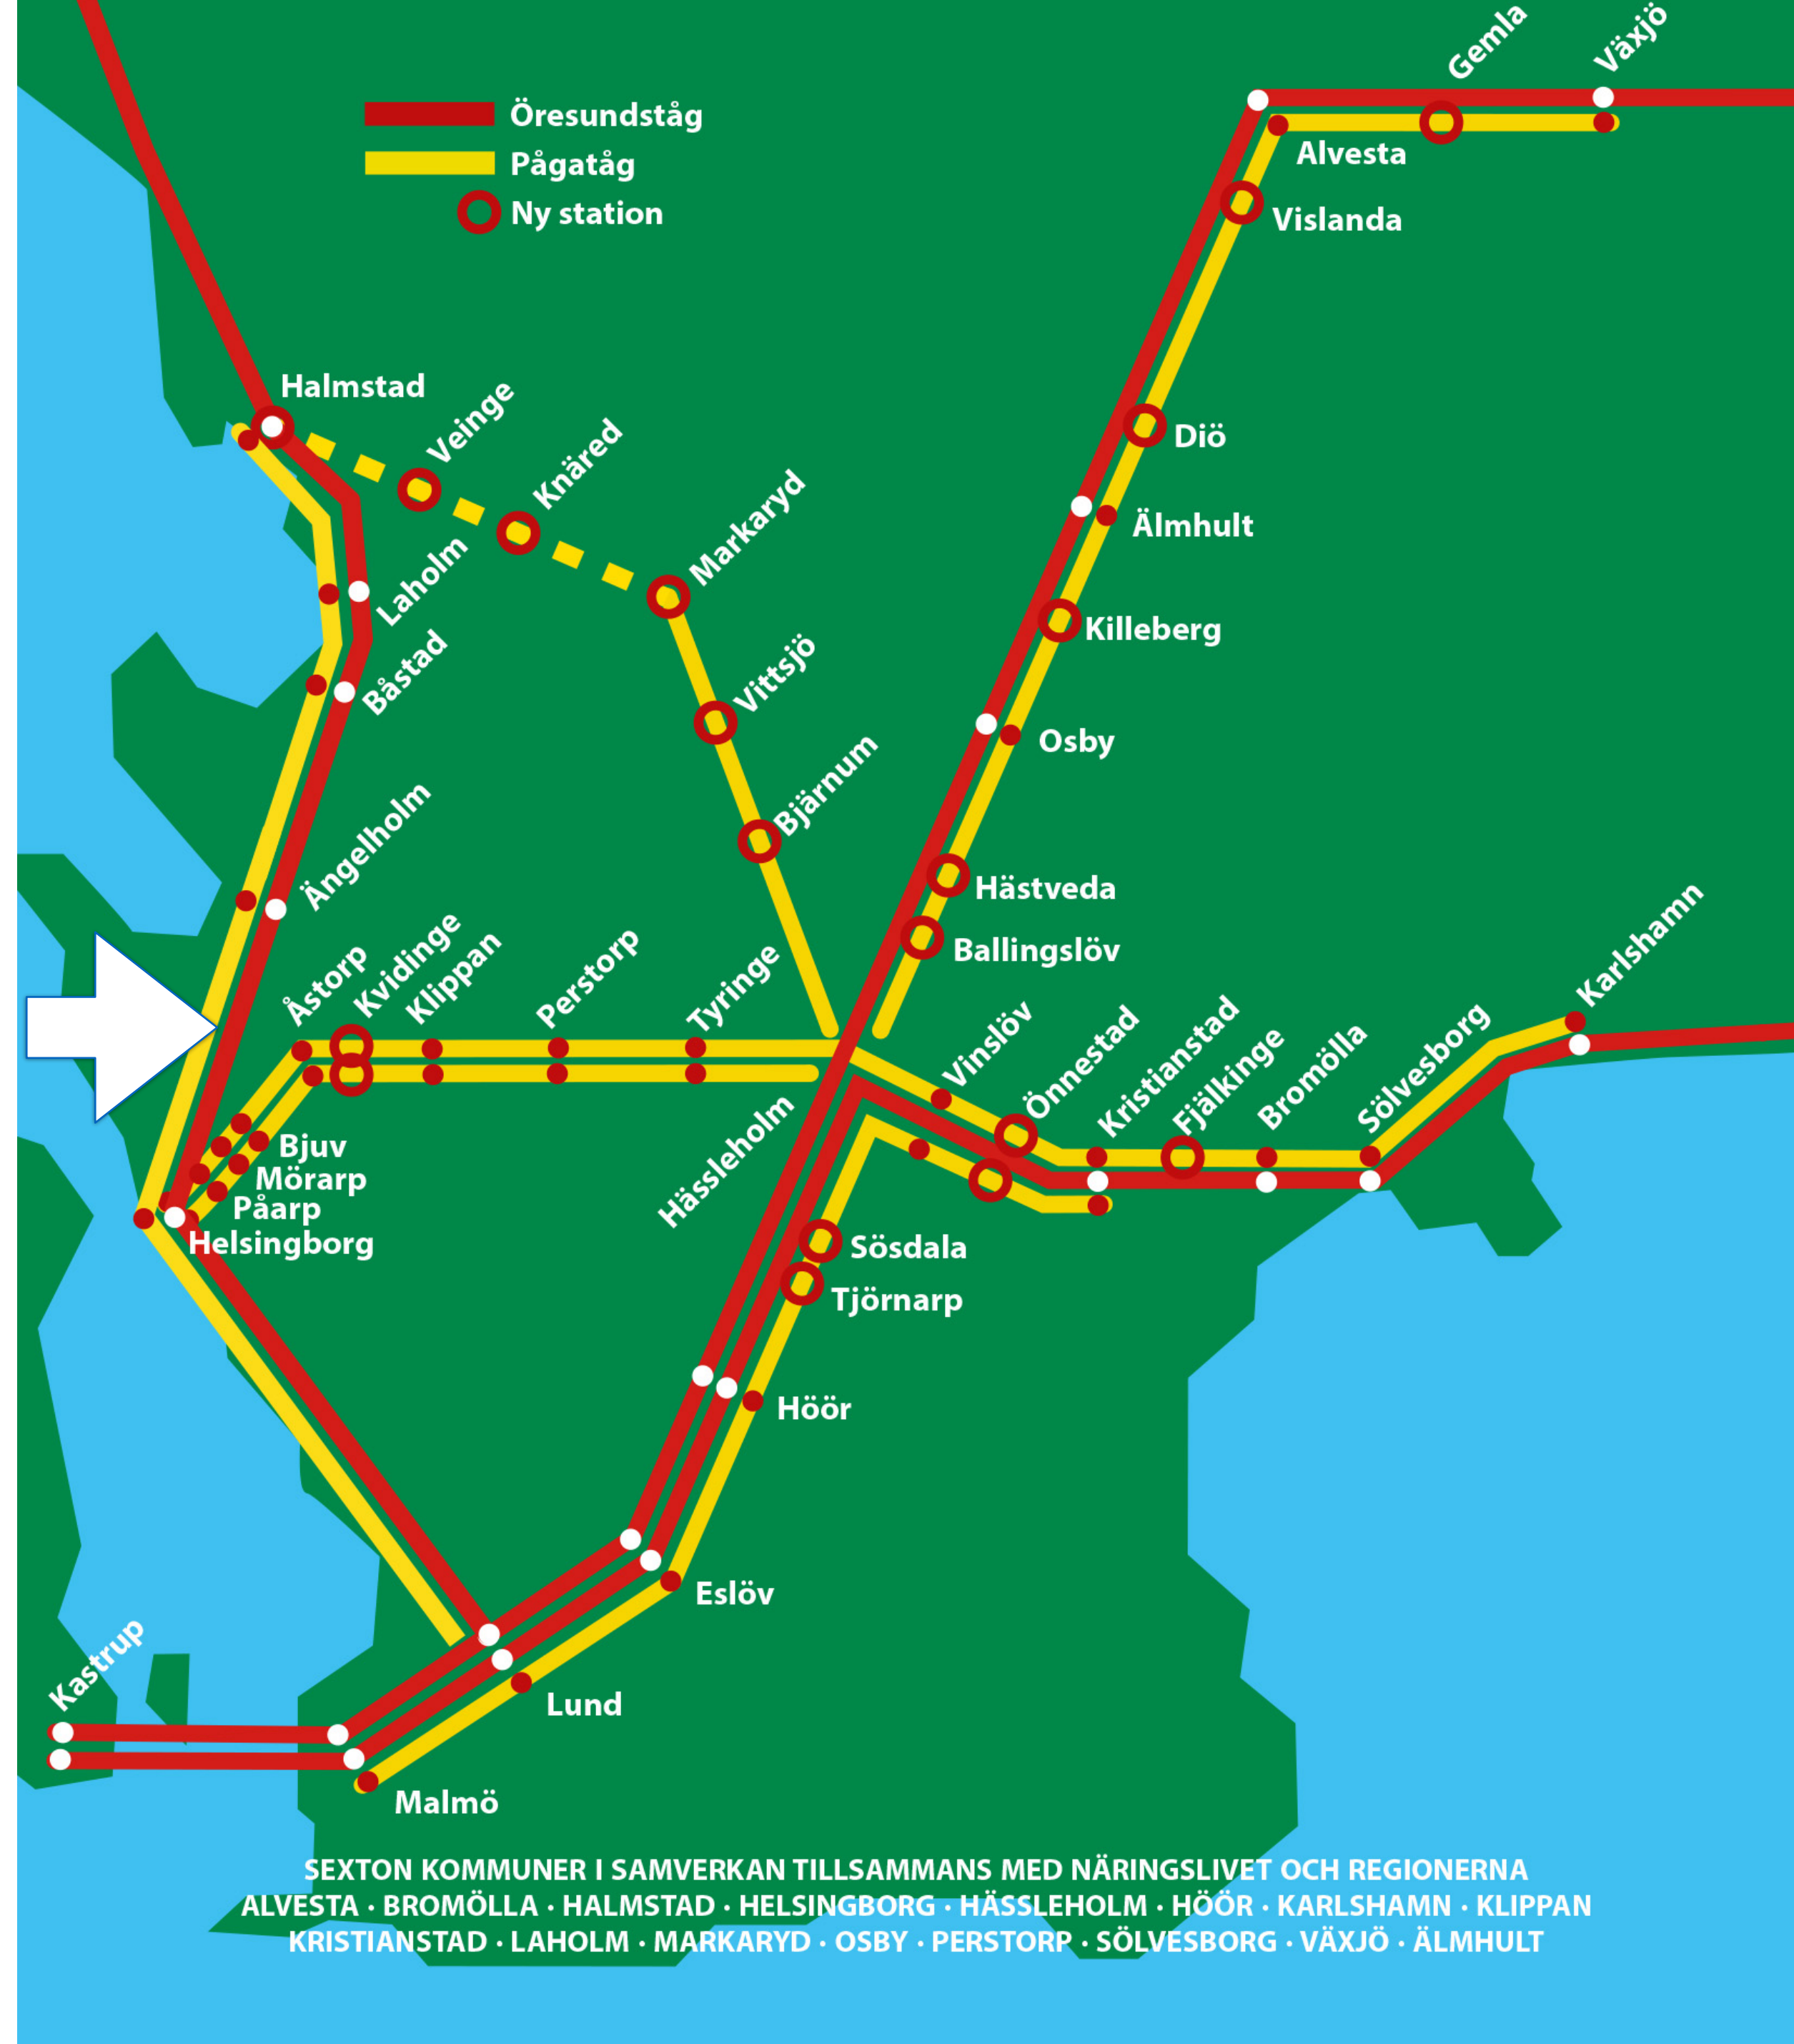 Gemla
Växjö
Öresundståg
Pågatåg
Ny station
Alvesta
Vislanda
Halmstad
Veinge
Knäred
Markaryd
Diö
Älmhult
Laholm
Båstad
Killeberg
Vittsjö
Osby
Bjärnum
Ängelholm
Hästveda
Ballingslöv
Karlshamn
Åstorp
Kvidinge
Klippan
Perstorp
Tyringe
Vinslöv
Önnestad
Kristianstad
Fjälkinge
Bromölla
Sölvesborg
Bjuv
Mörarp
Påarp
Helsingborg
Hässleholm
Sösdala
Tjörnarp
Höör
Eslöv
Kastrup
Lund
Malmö
SEXTON KOMMUNER I SAMVERKAN TILLSAMMANS MED NÄRINGSLIVET OCH REGIONERNA
ALVESTA · BROMÖLLA · HALMSTAD · HELSINGBORG · HÄSSLEHOLM · HÖÖR · KARLSHAMN · KLIPPAN
KRISTIANSTAD · LAHOLM · MARKARYD · OSBY · PERSTORP · SÖLVESBORG · VÄXJÖ · ÄLMHULT